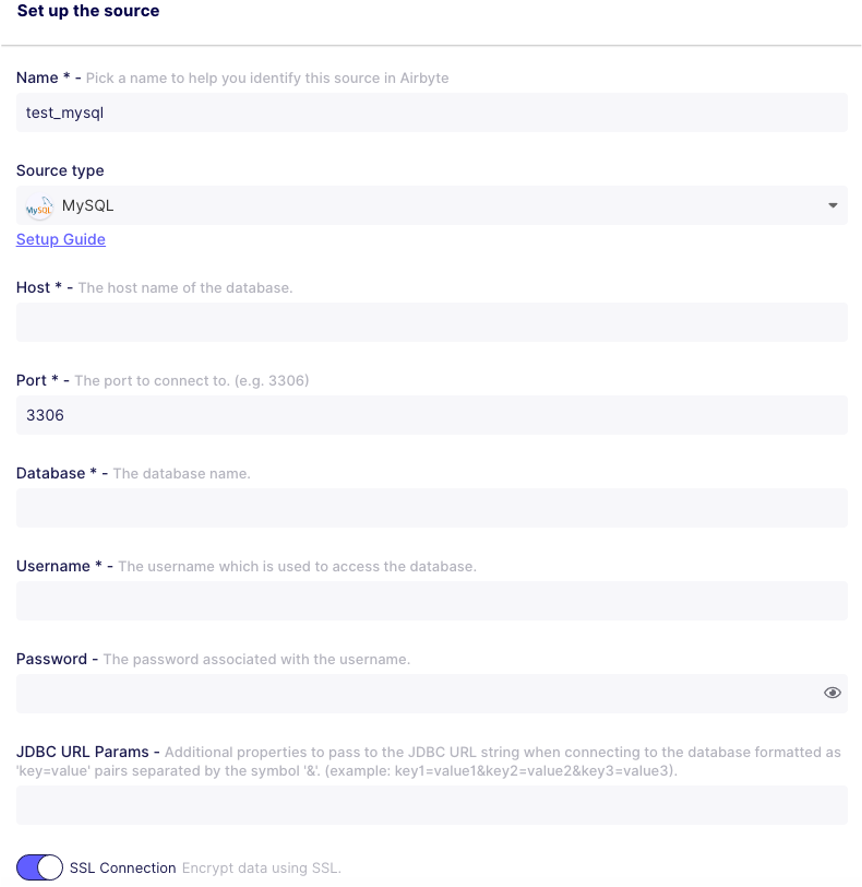 Set up the source
Name * - Pick a name to help you identify this source in Airbyte
test_mysql
Source type
MySQL MySQL
Setup Guide
Host * - The host name of the database.
Port * - The port to connect to. (e.g. 3306)
3306
Database * - The database name.
Username * - The username which is used to access the database.
Password - The password associated with the username.
JDBC URL Params - Additional properties to pass to the JDBC URL string when connecting to the database formatted as
'key=value' pairs separated by the symbol '&'. (example: key1=value1&key2=value2&key3=value3).
SSL Connection Encrypt data using SSL.